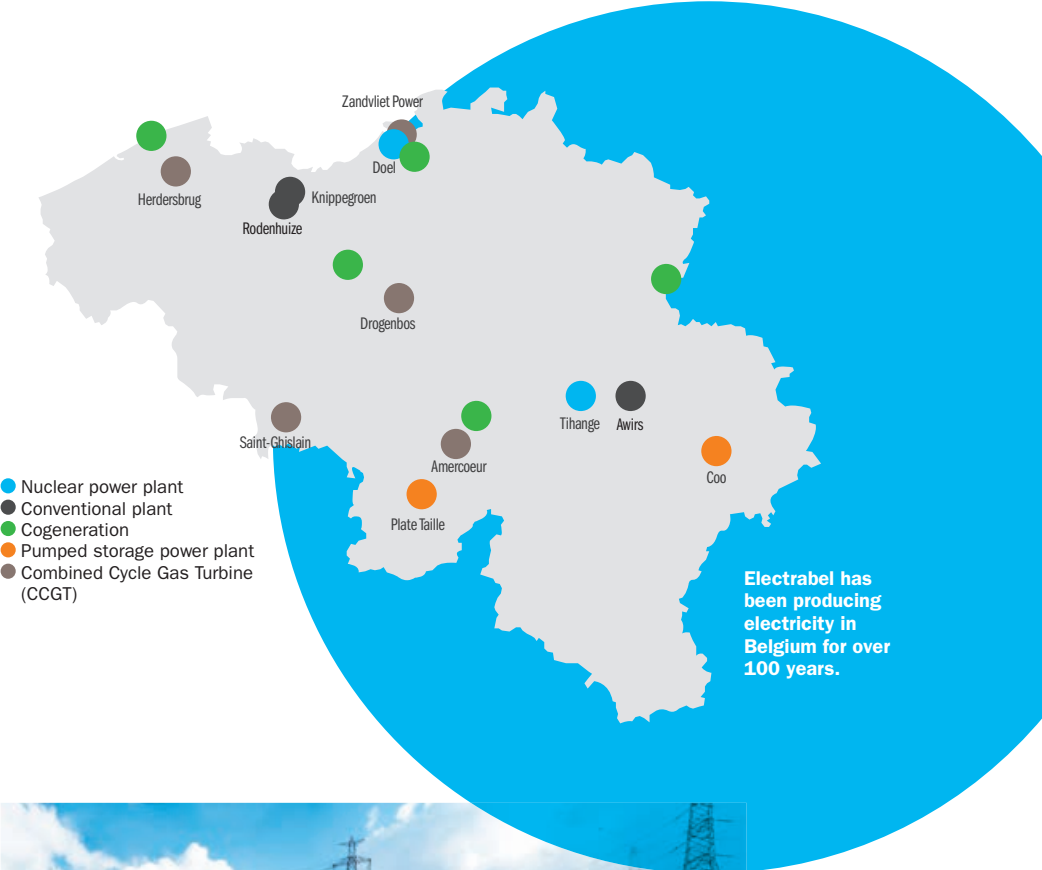 Zandvliet Power
Doel
Herdersbrug
Knippegroen
Rodenhuize
Drogenbos
Tihange
Awirs
Saint-Ghislain
Amercoeur
Coo
Plate Taille
Nuclear power plant
Conventional plant
Cogeneration
Pumped storage power plant
Combined Cycle Gas Turbine
(CCGT)
Electrabel has
been producing
electricity in
Belgium for over
100 years.